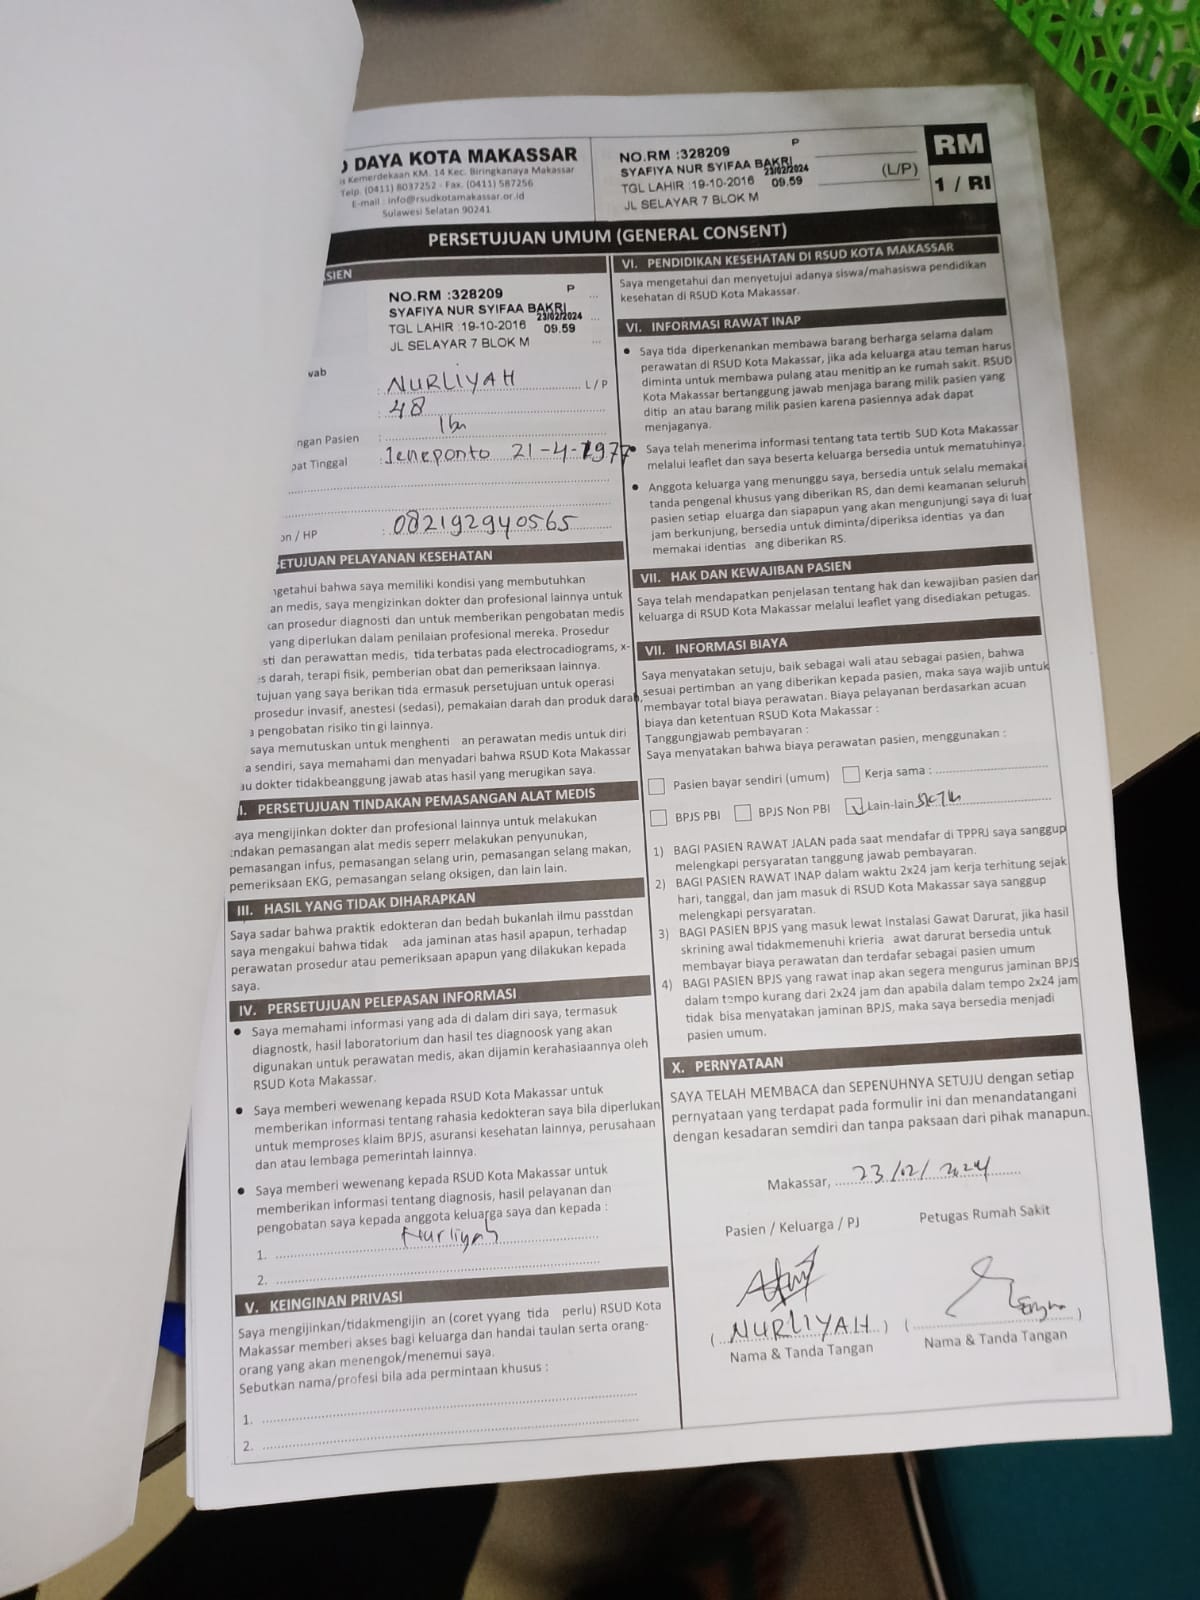 DAYA KOTA MAKASSAR
s Kemerdekaan KM. 14 Kec. Biringkanaya Makassar
Telp. (0411) 8037252 - Fax. (0411) 587256
E-mail : info@rsudkotamakassar.or.id
Sulawesi Selatan 90241
NO.RM :328209 P
SYAFIYA NUR SYIFAA BAKRI
23/02/2024
TGL LAHIR :19-10-2016 09.59
JL SELAYAR 7 BLOK M
(L/P)
RM
1 / RI
PERSETUJUAN UMUM (GENERAL CONSENT)
SIEN
NO.RM :328209 P
SYAFIYA NUR SYIFAA BAKRI
23/02/2024
TGL LAHIR :19-10-2016 09.59
JL SELAYAR 7 BLOK M
wab
: NURLIYAH L/P
: 48
ngan Pasien : Ibu
pat Tinggal : Jeneponto 21-4-1977
on / HP : 082192940565
ETUJUAN PELAYANAN KESEHATAN
getahui bahwa saya memiliki kondisi yang membutuhkan
an medis, saya mengizinkan dokter dan profesional lainnya untuk
kan prosedur diagnosti dan untuk memberikan pengobatan medis
yang diperlukan dalam penilaian profesional mereka. Prosedur
sti dan perawattan medis, tida terbatas pada electrocadiograms, x-
s darah, terapi fisik, pemberian obat dan pemeriksaan lainnya.
tujuan yang saya berikan tida ermasuk persetujuan untuk operasi
prosedur invasif, anestesi (sedasi), pemakaian darah dan produk darah,
a pengobatan risiko tin gi lainnya.
saya memutuskan untuk menghenti an perawatan medis untuk diri
a sendiri, saya memahami dan menyadari bahwa RSUD Kota Makassar
au dokter tidakbeanggung jawab atas hasil yang merugikan saya.
I. PERSETUJUAN TINDAKAN PEMASANGAN ALAT MEDIS
aya mengijinkan dokter dan profesional lainnya untuk melakukan
ndakan pemasangan alat medis seperr melakukan penyunukan,
pemasangan infus, pemasangan selang urin, pemasangan selang makan,
pemeriksaan EKG, pemasangan selang oksigen, dan lain lain.
III. HASIL YANG TIDAK DIHARAPKAN
Saya sadar bahwa praktik edokteran dan bedah bukanlah ilmu passtdan
saya mengakui bahwa tidak ada jaminan atas hasil apapun, terhadap
perawatan prosedur atau pemeriksaan apapun yang dilakukan kepada
saya.
IV. PERSETUJUAN PELEPASAN INFORMASI
● Saya memahami informasi yang ada di dalam diri saya, termasuk
diagnostk, hasil laboratorium dan hasil tes diagnoosk yang akan
digunakan untuk perawatan medis, akan dijamin kerahasiaannya oleh
RSUD Kota Makassar.
● Saya memberi wewenang kepada RSUD Kota Makassar untuk
memberikan informasi tentang rahasia kedokteran saya bila diperlukan
untuk memproses klaim BPJS, asuransi kesehatan lainnya, perusahaan
dan atau lembaga pemerintah lainnya.
● Saya memberi wewenang kepada RSUD Kota Makassar untuk
memberikan informasi tentang diagnosis, hasil pelayanan dan
pengobatan saya kepada anggota keluarga saya dan kepada :
1. Nurliyah
2.
V. KEINGINAN PRIVASI
Saya mengijinkan/tidakmengijin an (coret yyang tida perlu) RSUD Kota
Makassar memberi akses bagi keluarga dan handai taulan serta orang-
orang yang akan menengok/menemui saya.
Sebutkan nama/profesi bila ada permintaan khusus :
1.
2.
VI. PENDIDIKAN KESEHATAN DI RSUD KOTA MAKASSAR
Saya mengetahui dan menyetujui adanya siswa/mahasiswa pendidikan
kesehatan di RSUD Kota Makassar.
VI. INFORMASI RAWAT INAP
● Saya tida diperkenankan membawa barang berharga selama dalam
perawatan di RSUD Kota Makassar, jika ada keluarga atau teman harus
diminta untuk membawa pulang atau menitip an ke rumah sakit. RSUD
Kota Makassar bertanggung jawab menjaga barang milik pasien yang
ditip an atau barang milik pasien karena pasiennya adak dapat
menjaganya.
● Saya telah menerima informasi tentang tata tertib SUD Kota Makassar
melalui leaflet dan saya beserta keluarga bersedia untuk mematuhinya.
● Anggota keluarga yang menunggu saya, bersedia untuk selalu memakai
tanda pengenal khusus yang diberikan RS, dan demi keamanan seluruh
pasien setiap eluarga dan siapapun yang akan mengunjungi saya di luar
jam berkunjung, bersedia untuk diminta/diperiksa identias ya dan
memakai identias ang diberikan RS.
VII. HAK DAN KEWAJIBAN PASIEN
Saya telah mendapatkan penjelasan tentang hak dan kewajiban pasien dan
keluarga di RSUD Kota Makassar melalui leaflet yang disediakan petugas.
VII. INFORMASI BIAYA
Saya menyatakan setuju, baik sebagai wali atau sebagai pasien, bahwa
sesuai pertimban an yang diberikan kepada pasien, maka saya wajib untuk
membayar total biaya perawatan. Biaya pelayanan berdasarkan acuan
biaya dan ketentuan RSUD Kota Makassar :
Tanggungjawab pembayaran :
Saya menyatakan bahwa biaya perawatan pasien, menggunakan :
Pasien bayar sendiri (umum) Kerja sama :
BPJS PBI BPJS Non PBI Lain-lain
1) BAGI PASIEN RAWAT JALAN pada saat mendafar di TPPRJ saya sanggup
melengkapi persyaratan tanggung jawab pembayaran.
2) BAGI PASIEN RAWAT INAP dalam waktu 2x24 jam kerja terhitung sejak
hari, tanggal, dan jam masuk di RSUD Kota Makassar saya sanggup
melengkapi persyaratan.
3) BAGI PASIEN BPJS yang masuk lewat Instalasi Gawat Darurat, jika hasil
skrining awal tidakmemenuhi krieria awat darurat bersedia untuk
membayar biaya perawatan dan terdafar sebagai pasien umum
4) BAGI PASIEN BPJS yang rawat inap akan segera mengurus jaminan BPJS
dalam tempo kurang dari 2x24 jam dan apabila dalam tempo 2x24 jam
tidak bisa menyatakan jaminan BPJS, maka saya bersedia menjadi
pasien umum.
X. PERNYATAAN
SAYA TELAH MEMBACA dan SEPENUHNYA SETUJU dengan setiap
pernyataan yang terdapat pada formulir ini dan menandatangani
dengan kesadaran semdiri dan tanpa paksaan dari pihak manapun.
Makassar, 23/02/2024
Pasien / Keluarga / PJ Petugas Rumah Sakit
( NURLIYAH ) ( )
Nama & Tanda Tangan Nama & Tanda Tangan